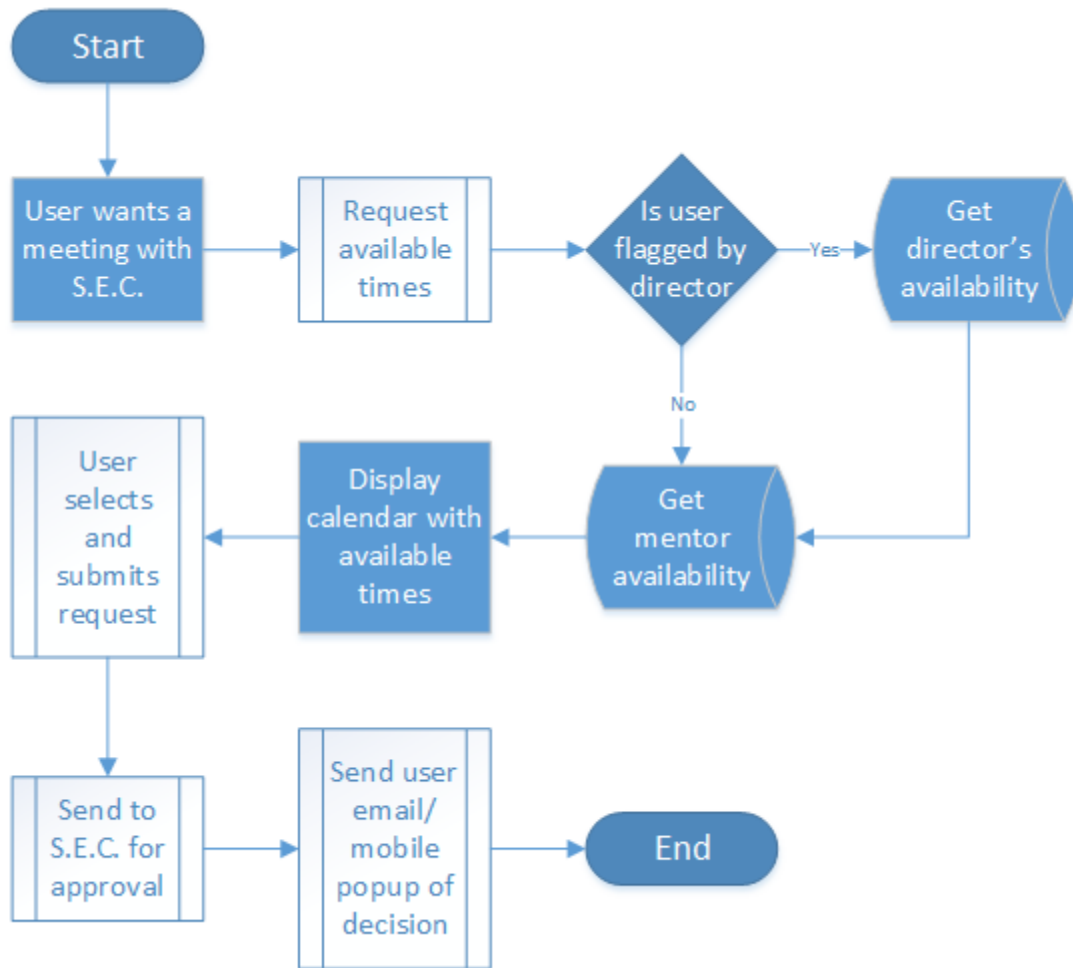 Start
User wants a
meeting with
S.E.C.
Request
available
times
Is user
flagged by
director
Yes
Get
director’s
availability
No
Get
mentor
availability
Display
calendar with
available
times
User
selects
and
submits
request
Send to
S.E.C. for
approval
Send user
email/
mobile
popup of
decision
End